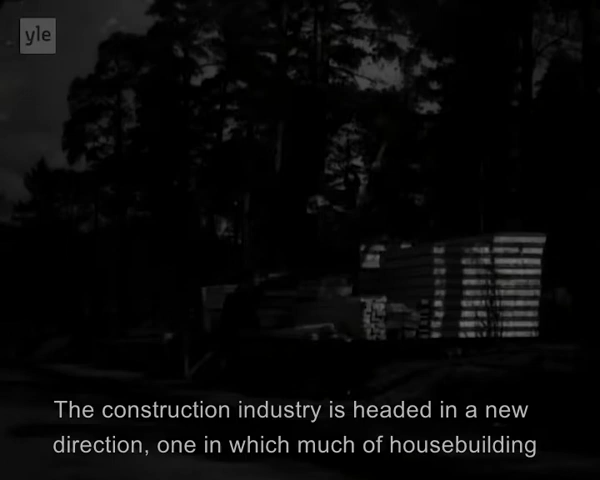 yle
The construction industry is headed in a new
direction, one in which much of housebuilding